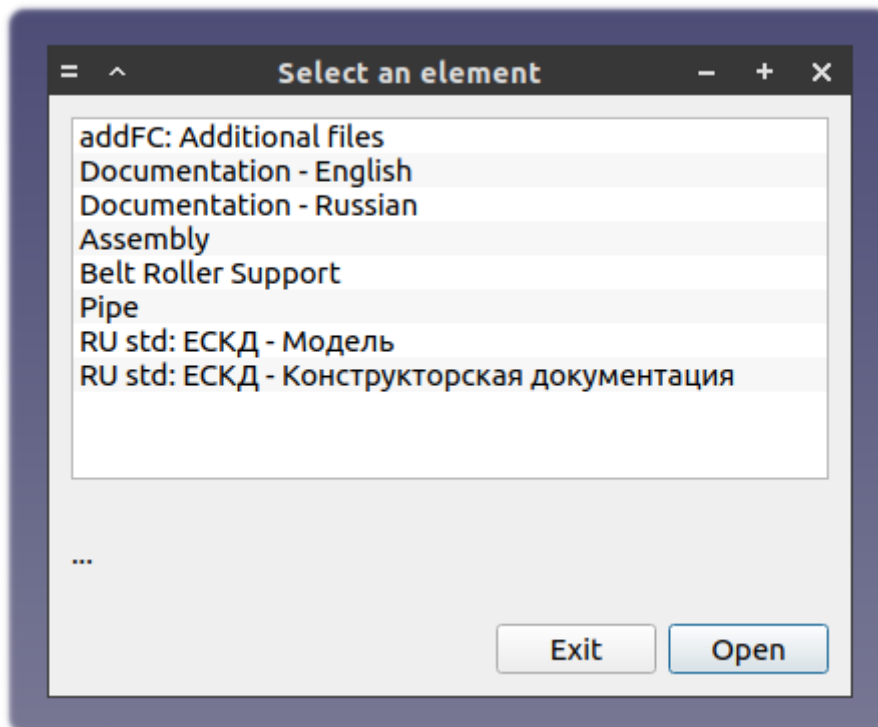 Select an element
addFC: Additional files
Documentation - English
Documentation - Russian
Assembly
Belt Roller Support
Pipe
RU std: ЕСКД - Модель
RU std: ЕСКД - Конструкторская документация
...
Exit Open